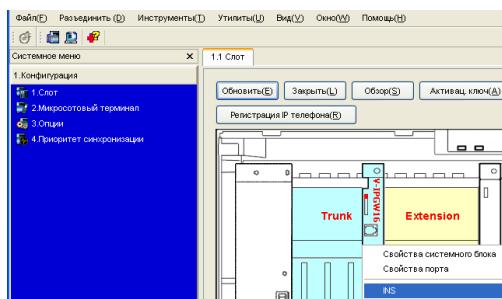 Файл(F) Разъединить (D) Инструменты(T) Утилиты(U) Вид(V) Окно(W) Помощь(H)
Системное меню
1.1 Слот
1.Конфигурация
1.Слот
2.Микросотовый терминал
3.Опции
4.Приоритет синхронизации
Обновить(E) Закрыть(L) Обзор(S) Активац. ключ(A)
Регистрация IP телефона(R)
Trunk
V-IPGW16
Extension
Свойства системного блока
Свойства порта
INS